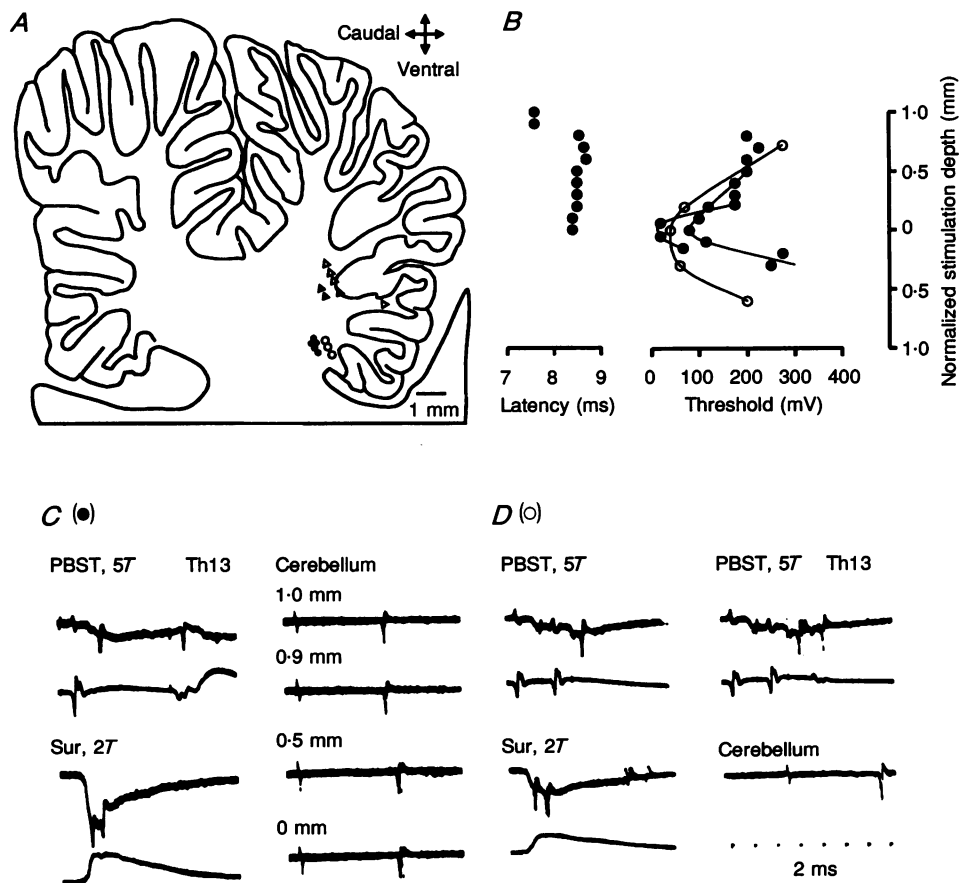 A
Caudal
Ventral
1 mm
B
1·0
0·5
0
0·5
1·0
Normalized stimulation depth (mm)
7 8 9
Latency (ms)
0 100 200 300 400
Threshold (mV)
C (●)
PBST, 5T Th13
Sur, 2T
Cerebellum
1·0 mm
0·9 mm
0·5 mm
0 mm
D (○)
PBST, 5T
PBST, 5T Th13
Sur, 2T
Cerebellum
2 ms